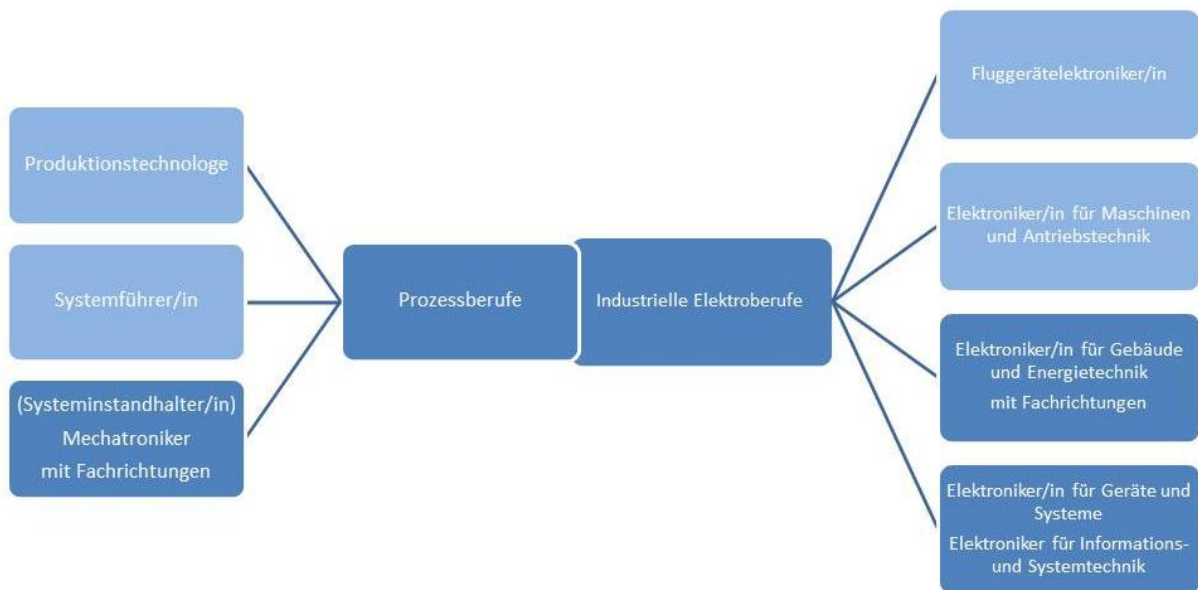 Produktionstechnologe
Systemführer/in
(Systeminstandhalter/in)
Mechatroniker
mit Fachrichtungen
Prozessberufe
Industrielle Elektroberufe
Fluggerätelektroniker/in
Elektroniker/in für Maschinen
und Antriebstechnik
Elektroniker/in für Gebäude
und Energietechnik
mit Fachrichtungen
Elektroniker/in für Geräte und
Systeme
Elektroniker für Informations-
und Systemtechnik